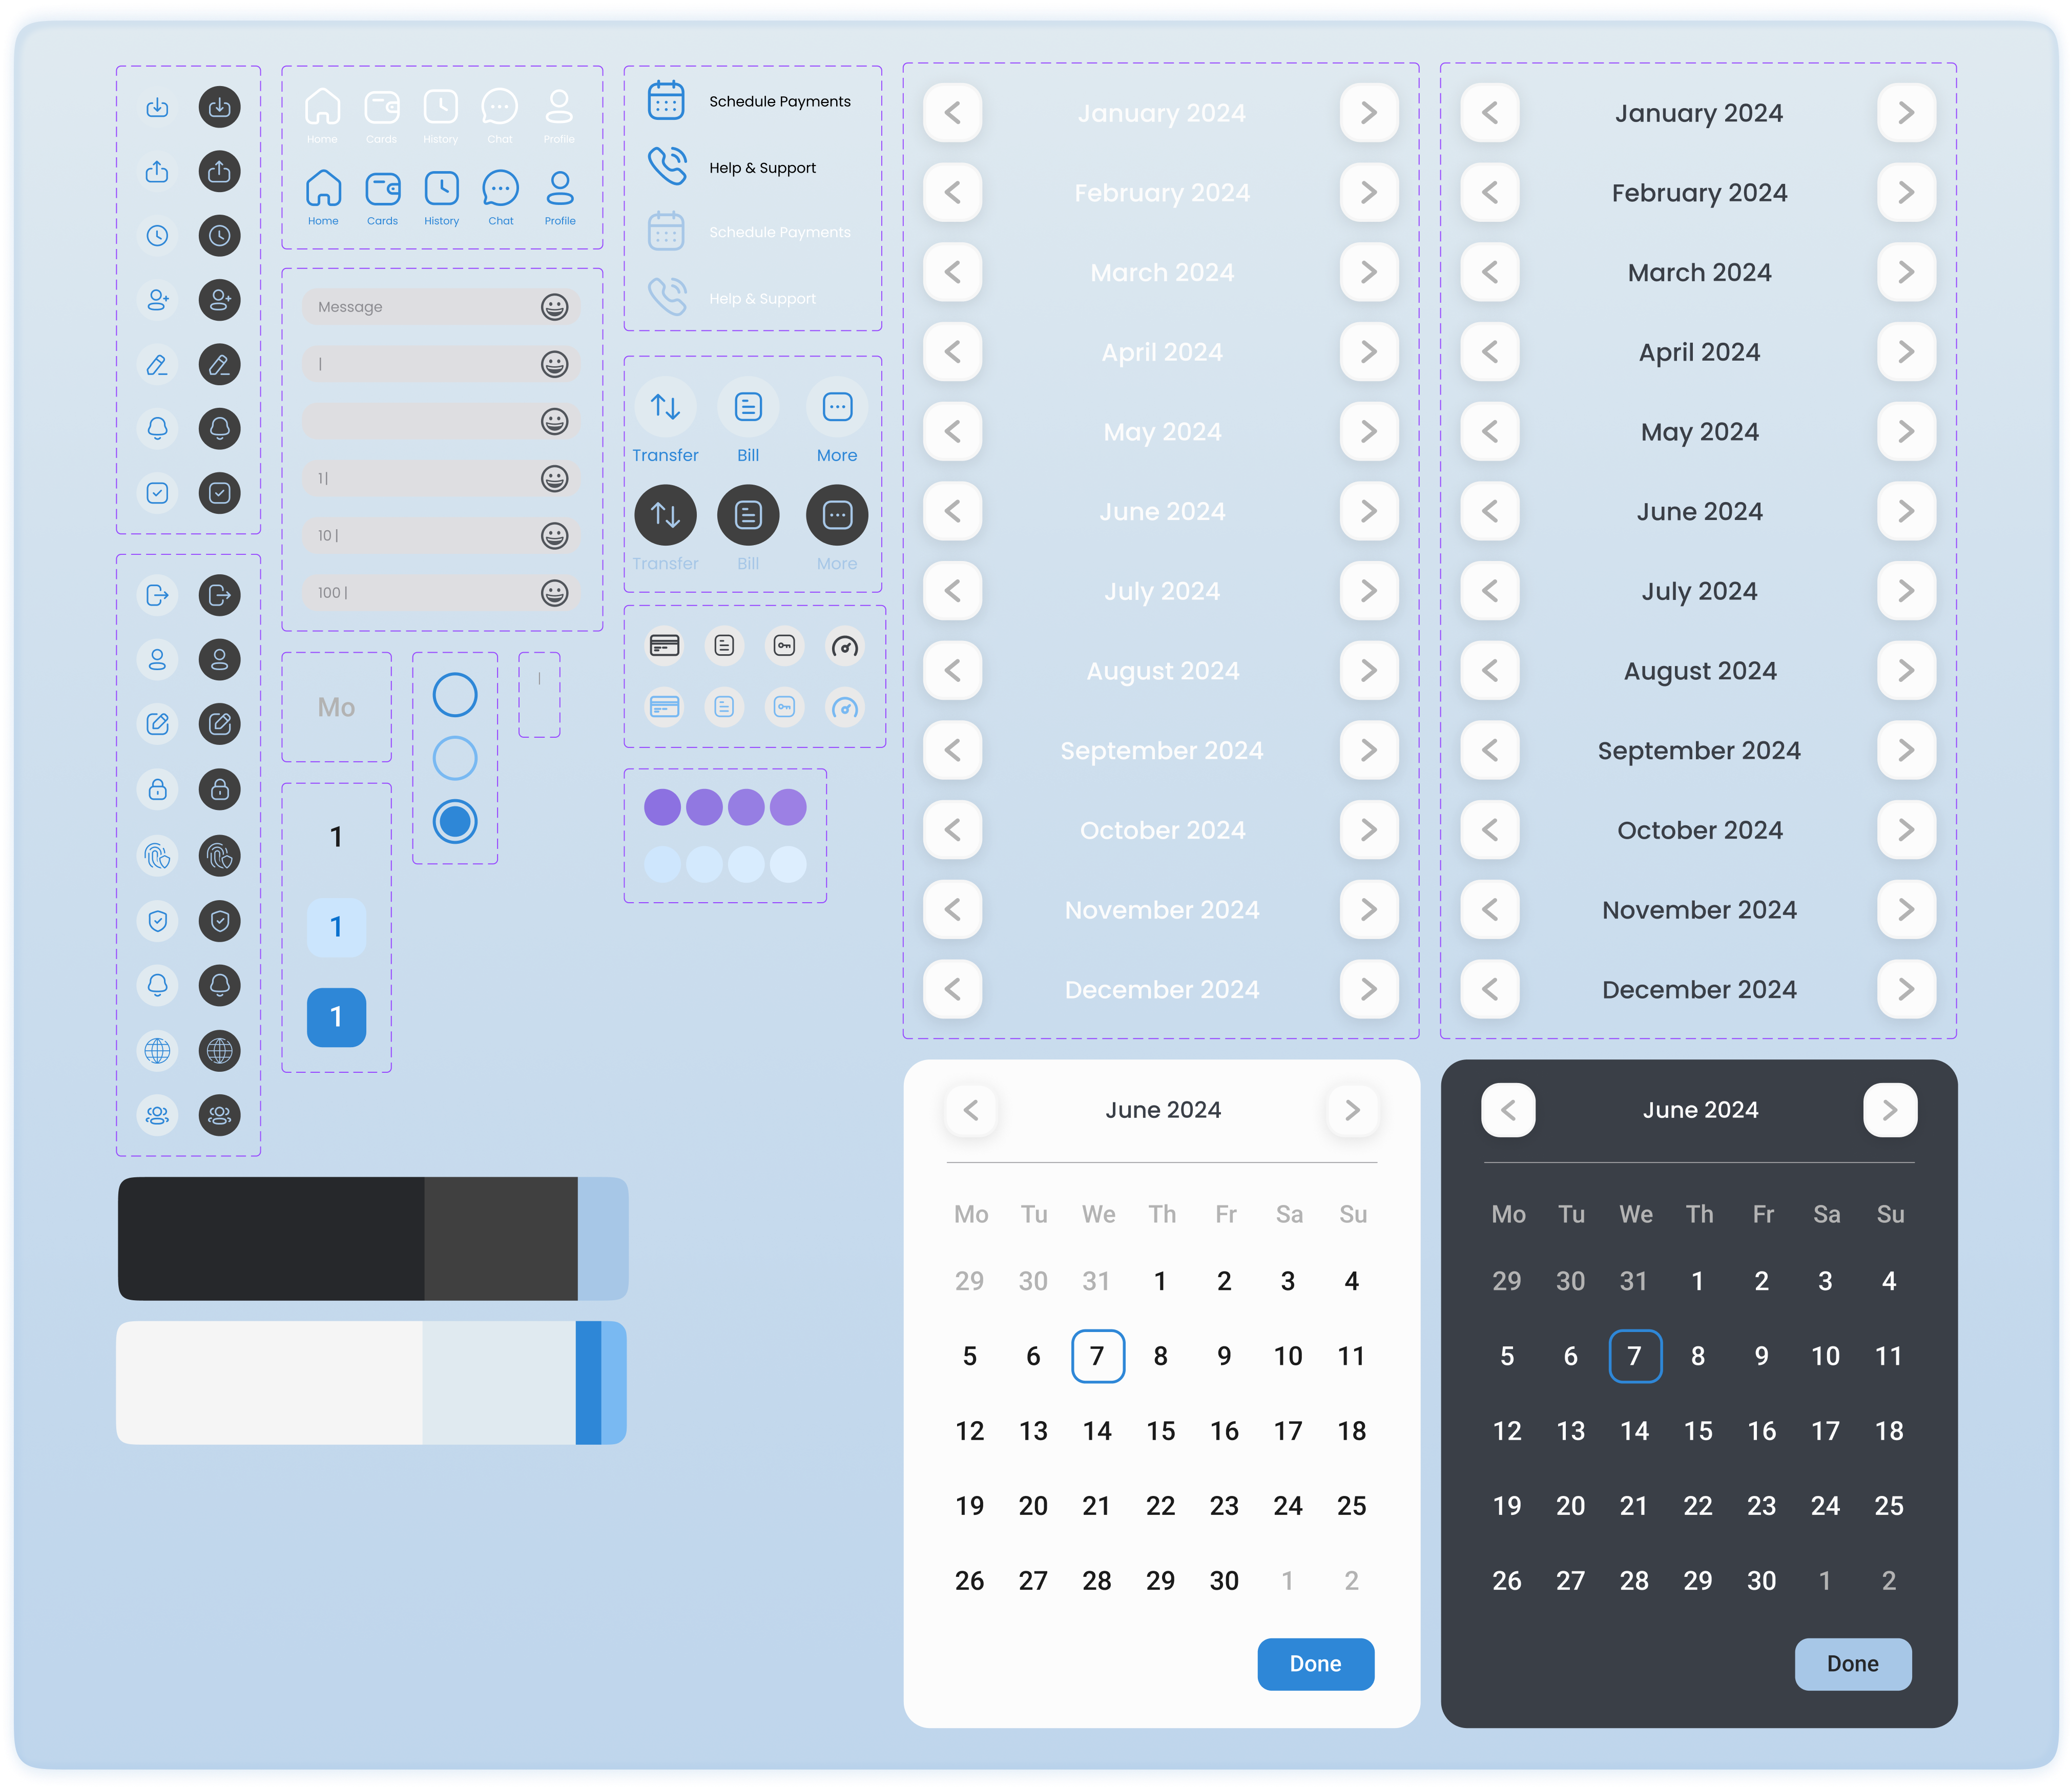 Home Cards History Chat Profile
Home Cards History Chat Profile
Message
|
1|
10|
100|
Mo
1
1
1
|
Schedule Payments
Help & Support
Schedule Payments
Help & Support
Transfer Bill More
Transfer Bill More
January 2024
February 2024
March 2024
April 2024
May 2024
June 2024
July 2024
August 2024
September 2024
October 2024
November 2024
December 2024
January 2024
February 2024
March 2024
April 2024
May 2024
June 2024
July 2024
August 2024
September 2024
October 2024
November 2024
December 2024
June 2024
Mo Tu We Th Fr Sa Su
29 30 31 1 2 3 4
5 6 7 8 9 10 11
12 13 14 15 16 17 18
19 20 21 22 23 24 25
26 27 28 29 30 1 2
Done
June 2024
Mo Tu We Th Fr Sa Su
29 30 31 1 2 3 4
5 6 7 8 9 10 11
12 13 14 15 16 17 18
19 20 21 22 23 24 25
26 27 28 29 30 1 2
Done